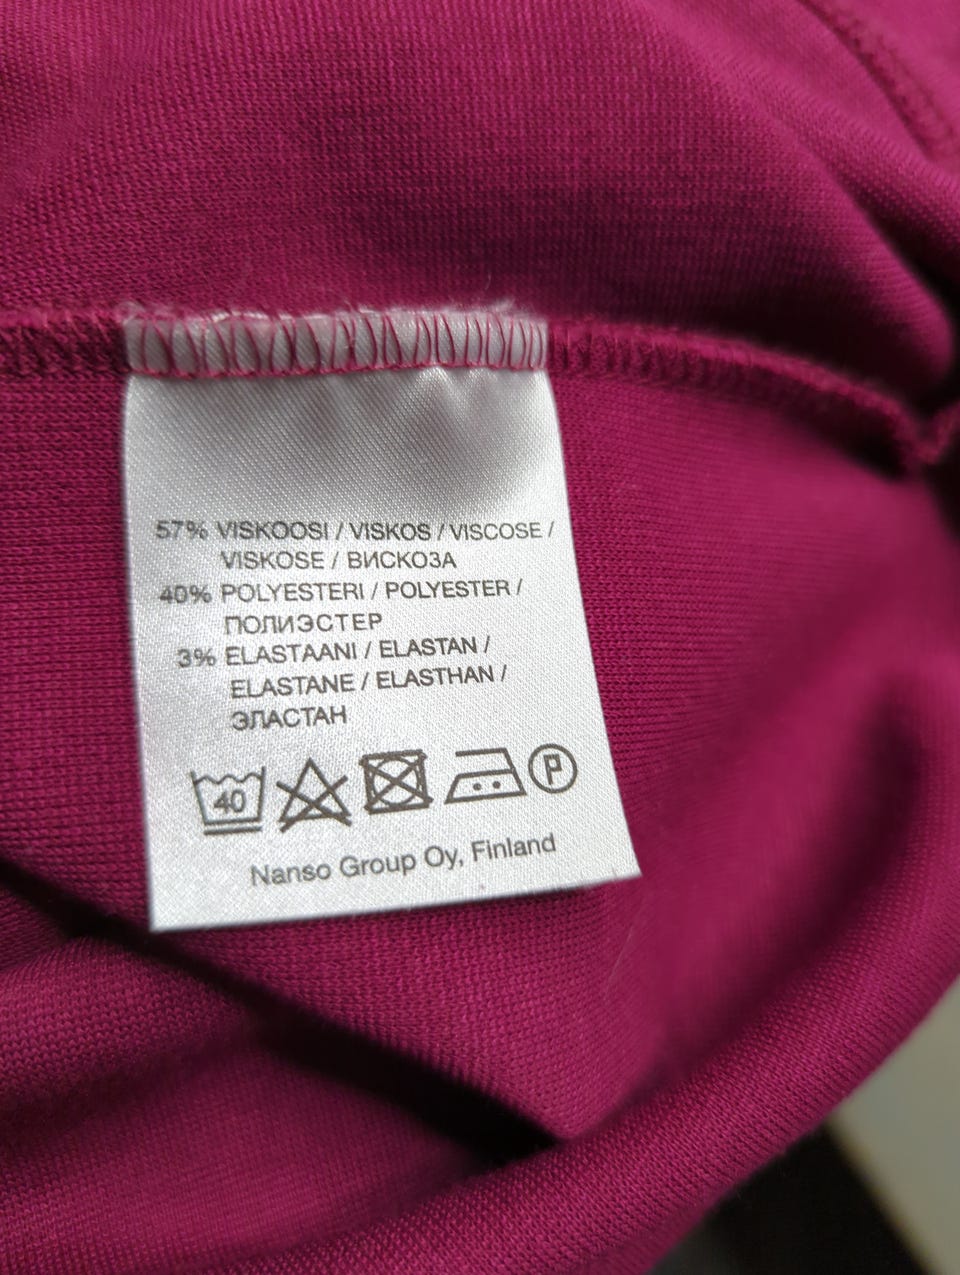 57% VISKOOSI / VISKOS / VISCOSE /
VISKOSE / ВИСКОЗА
40% POLYESTERI / POLYESTER /
ПОЛИЭСТЕР
3% ELASTAANI / ELASTAN /
ELASTANE / ELASTHAN /
ЭЛАСТАН
40 P
Nanso Group Oy, Finland